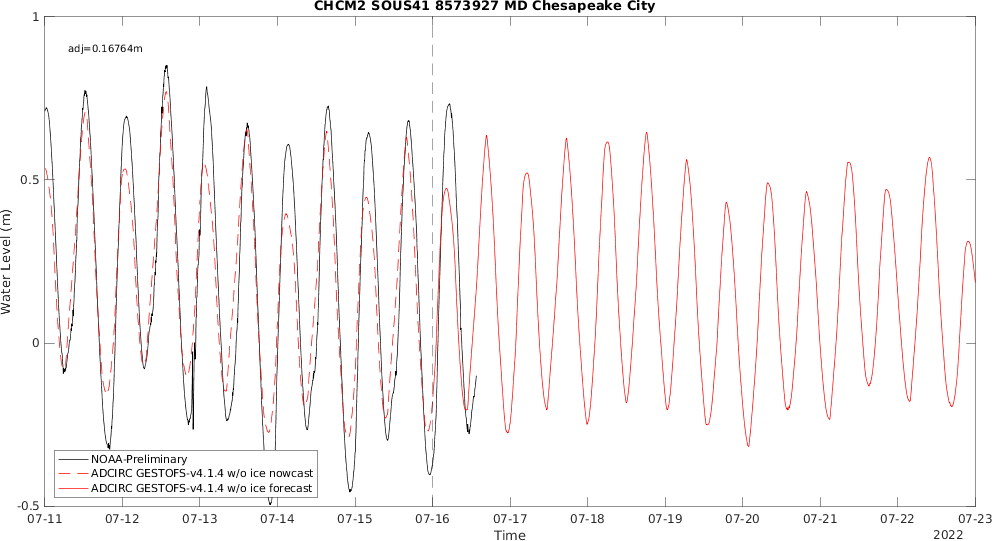 CHCM2 SOUS41 8573927 MD Chesapeake City
1
adj=0.16764m
0.5
Water Level (m)
0
NOAA-Preliminary
ADCIRC GESTOFS-v4.1.4 w/o ice nowcast
ADCIRC GESTOFS-v4.1.4 w/o ice forecast
-0.5
07-11 07-12 07-13 07-14 07-15 07-16 07-17 07-18 07-19 07-20 07-21 07-22 07-23
Time 2022